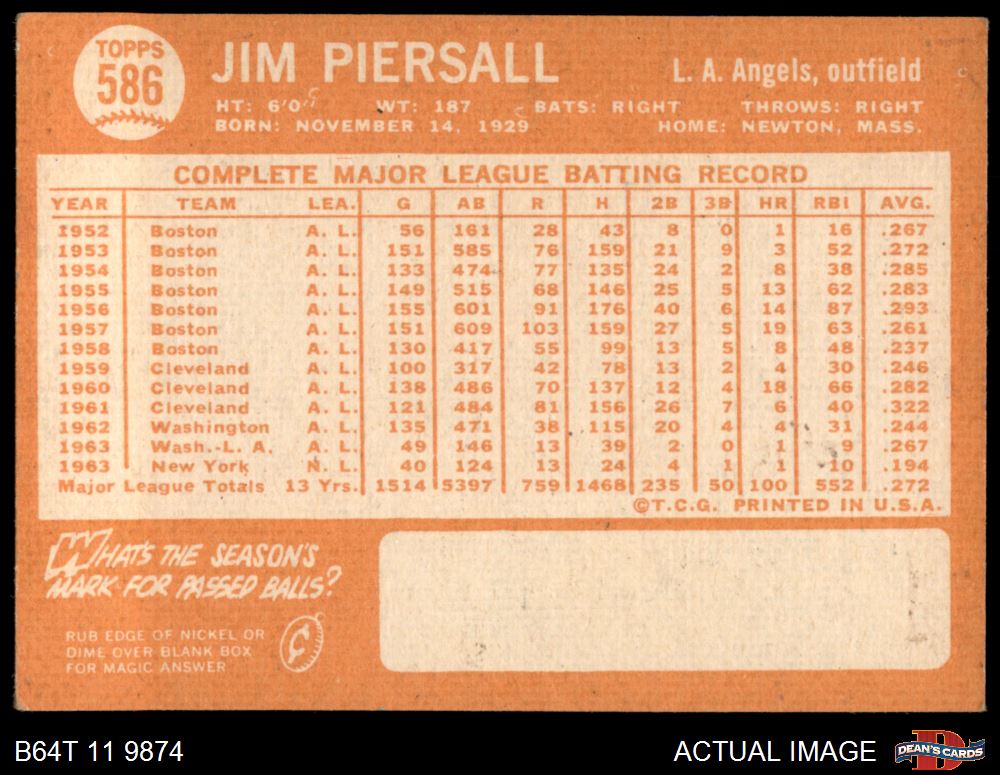 TOPPS
586
JIM PIERSALL
L. A. Angels, outfield
HT: 6'0" WT: 187 BATS: RIGHT THROWS: RIGHT
BORN: NOVEMBER 14, 1929 HOME: NEWTON, MASS.
COMPLETE MAJOR LEAGUE BATTING RECORD
YEAR TEAM LEA. G AB R H 2B 3B HR RBI AVG.
1952 Boston A. L. 56 161 28 43 8 0 1 16 .267
1953 Boston A. L. 151 585 76 159 21 9 3 52 .272
1954 Boston A. L. 133 474 77 135 24 2 8 38 .285
1955 Boston A. L. 149 515 68 146 25 5 13 62 .283
1956 Boston A. L. 155 601 91 176 40 6 14 87 .293
1957 Boston A. L. 151 609 103 159 27 5 19 63 .261
1958 Boston A. L. 130 417 55 99 13 5 8 48 .237
1959 Cleveland A. L. 100 317 42 78 13 2 4 30 .246
1960 Cleveland A. L. 138 486 70 137 12 4 18 66 .282
1961 Cleveland A. L. 121 484 81 156 26 7 6 40 .322
1962 Washington A. L. 135 471 38 115 20 4 4 31 .244
1963 Wash.-L. A. A. L. 49 146 13 39 2 0 1 9 .267
1963 New York N. L. 40 124 13 24 4 1 1 10 .194
Major League Totals 13 Yrs. 1514 5397 759 1468 235 50 100 552 .272
©T.C.G. PRINTED IN U.S.A.
WHAT'S THE SEASON'S
MARK FOR PASSED BALLS?
RUB EDGE OF NICKEL OR
DIME OVER BLANK BOX
FOR MAGIC ANSWER
B64T 11 9874
ACTUAL IMAGE
DEAN'S CARDS